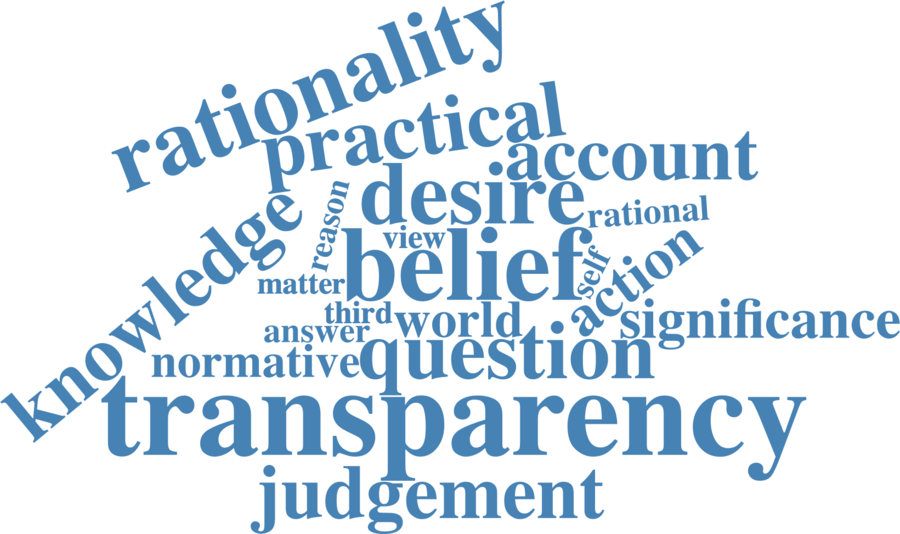 rationality
practical
account
desire
knowledge
reason
rational
view
belief
self
action
matter
third
world
significance
answer
normative
question
transparency
judgement